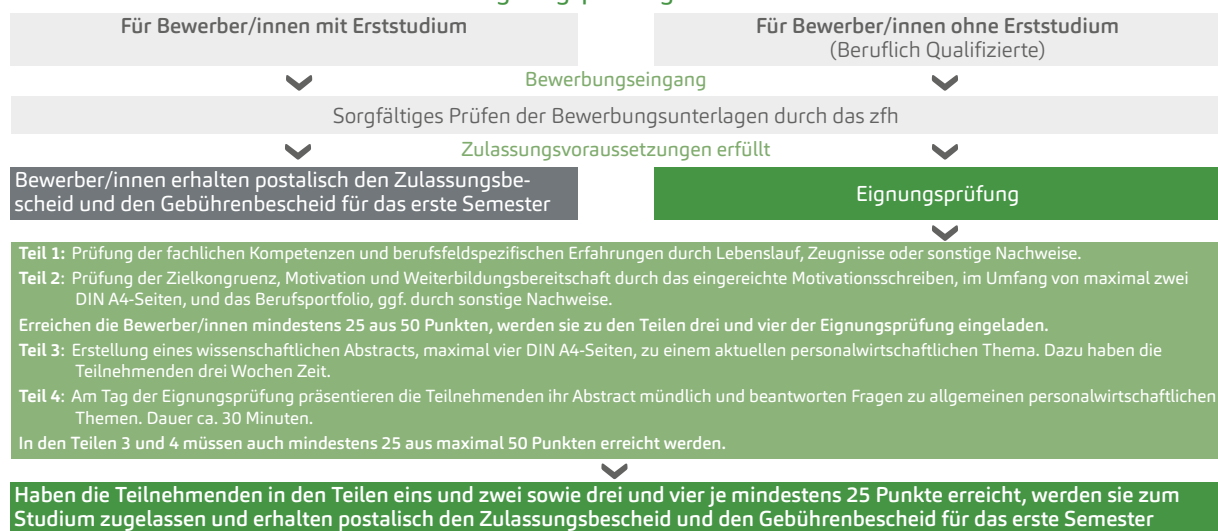 Für Bewerber/innen mit Erststudium
Für Bewerber/innen ohne Erststudium
(Beruflich Qualifizierte)
Bewerbungseingang
Sorgfältiges Prüfen der Bewerbungsunterlagen durch das zfh
Zulassungsvoraussetzungen erfüllt
Bewerber/innen erhalten postalisch den Zulassungsbe-
scheid und den Gebührenbescheid für das erste Semester
Eignungsprüfung
Teil 1: Prüfung der fachlichen Kompetenzen und berufsfeldspezifischen Erfahrungen durch Lebenslauf, Zeugnisse oder sonstige Nachweise.
Teil 2: Prüfung der Zielkongruenz, Motivation und Weiterbildungsbereitschaft durch das eingereichte Motivationsschreiben, im Umfang von maximal zwei
DIN A4-Seiten, und das Berufsportfolio, ggf. durch sonstige Nachweise.
Erreichen die Bewerber/innen mindestens 25 aus 50 Punkten, werden sie zu den Teilen drei und vier der Eignungsprüfung eingeladen.
Teil 3: Erstellung eines wissenschaftlichen Abstracts, maximal vier DIN A4-Seiten, zu einem aktuellen personalwirtschaftlichen Thema. Dazu haben die
Teilnehmenden drei Wochen Zeit.
Teil 4: Am Tag der Eignungsprüfung präsentieren die Teilnehmenden ihr Abstract mündlich und beantworten Fragen zu allgemeinen personalwirtschaftlichen
Themen. Dauer ca. 30 Minuten.
In den Teilen 3 und 4 müssen auch mindestens 25 aus maximal 50 Punkten erreicht werden.
Haben die Teilnehmenden in den Teilen eins und zwei sowie drei und vier je mindestens 25 Punkte erreicht, werden sie zum
Studium zugelassen und erhalten postalisch den Zulassungsbescheid und den Gebührenbescheid für das erste Semester